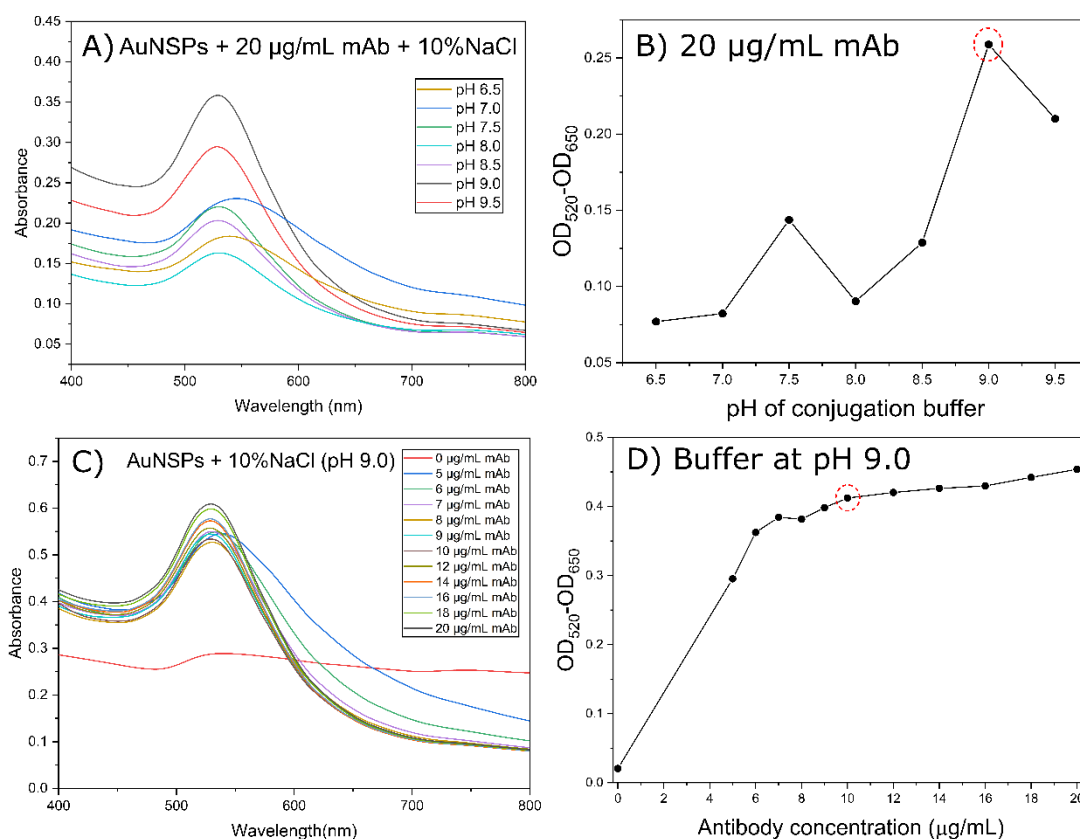 A) AuNSPs + 20 µg/mL mAb + 10%NaCl
0.45
0.40
0.35
0.30
0.25
0.20
0.15
0.10
0.05
Absorbance
pH 6.5
pH 7.0
pH 7.5
pH 8.0
pH 8.5
pH 9.0
pH 9.5
400 500 600 700 800
Wavelength (nm)
B) 20 µg/mL mAb
0.25
0.20
0.15
0.10
0.05
OD520-OD650
6.5 7.0 7.5 8.0 8.5 9.0 9.5
pH of conjugation buffer
C) AuNSPs + 10%NaCl (pH 9.0)
0.7
0.6
0.5
0.4
0.3
0.2
0.1
0.0
Absorbance
0 µg/mL mAb
5 µg/mL mAb
6 µg/mL mAb
7 µg/mL mAb
8 µg/mL mAb
9 µg/mL mAb
10 µg/mL mAb
12 µg/mL mAb
14 µg/mL mAb
16 µg/mL mAb
18 µg/mL mAb
20 µg/mL mAb
400 500 600 700 800
Wavelength(nm)
D) Buffer at pH 9.0
0.5
0.4
0.3
0.2
0.1
0.0
OD520-OD650
0 2 4 6 8 10 12 14 16 18 20
Antibody concentration (µg/mL)